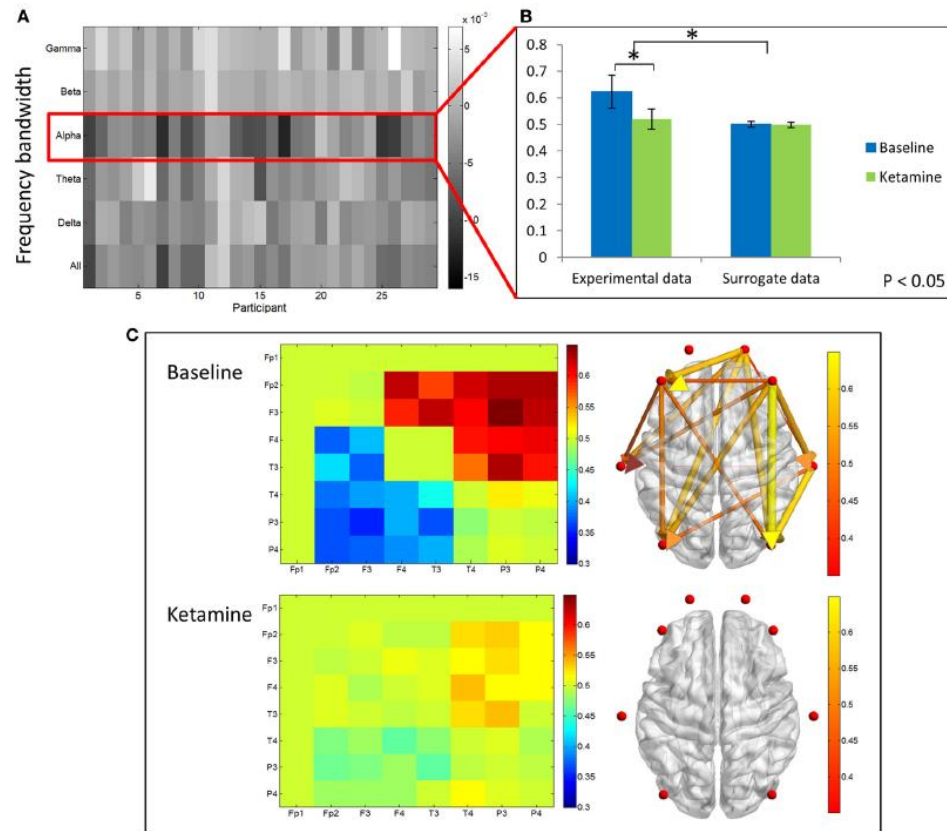 A
x 10⁻³
Gamma
Beta
Alpha
Theta
Delta
All
Frequency bandwidth
5
10
15
20
25
Participant
0
-5
-15
B
0.8
0.7
0.6
0.5
0.4
0.3
0.2
0.1
0
*
*
Baseline
Ketamine
Experimental data
Surrogate data
P < 0.05
C
Baseline
Fp1
Fp2
F3
F4
T3
T4
P3
P4
Fp1 Fp2 F3 F4 T3 T4 P3 P4
0.6
0.55
0.5
0.45
0.4
0.35
0.3
0.6
0.55
0.5
0.45
0.4
Ketamine
Fp1
Fp2
F3
F4
T3
T4
P3
P4
Fp1 Fp2 F3 F4 T3 T4 P3 P4
0.6
0.55
0.5
0.45
0.4
0.35
0.3
0.6
0.55
0.5
0.45
0.4